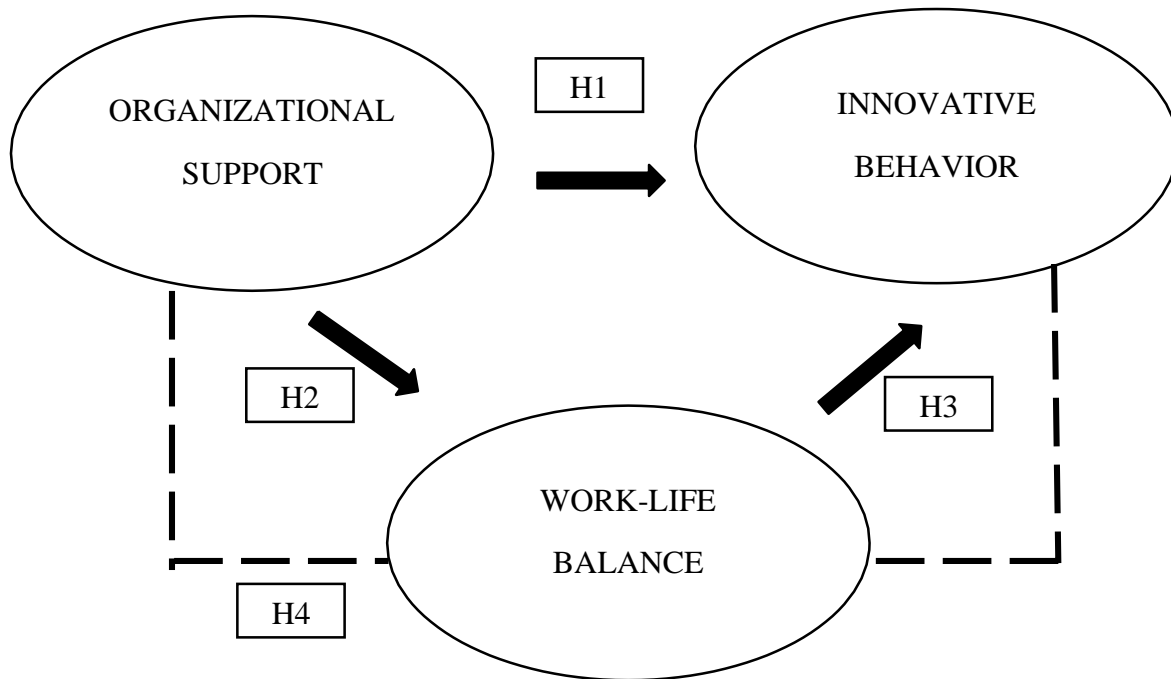 ORGANIZATIONAL
SUPPORT
H1
INNOVATIVE
BEHAVIOR
H2
H3
WORK-LIFE
BALANCE
H4